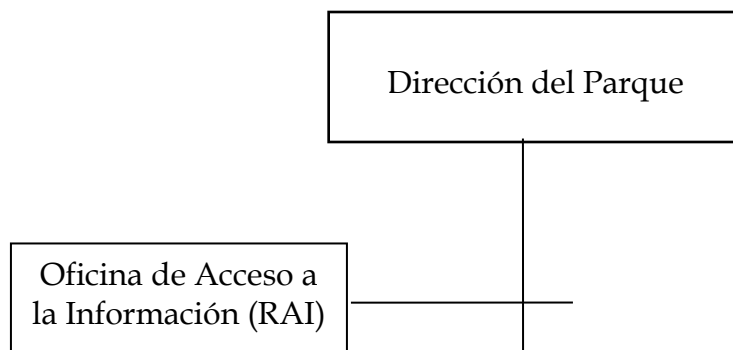 Dirección del Parque
Oficina de Acceso a
la Información (RAI)